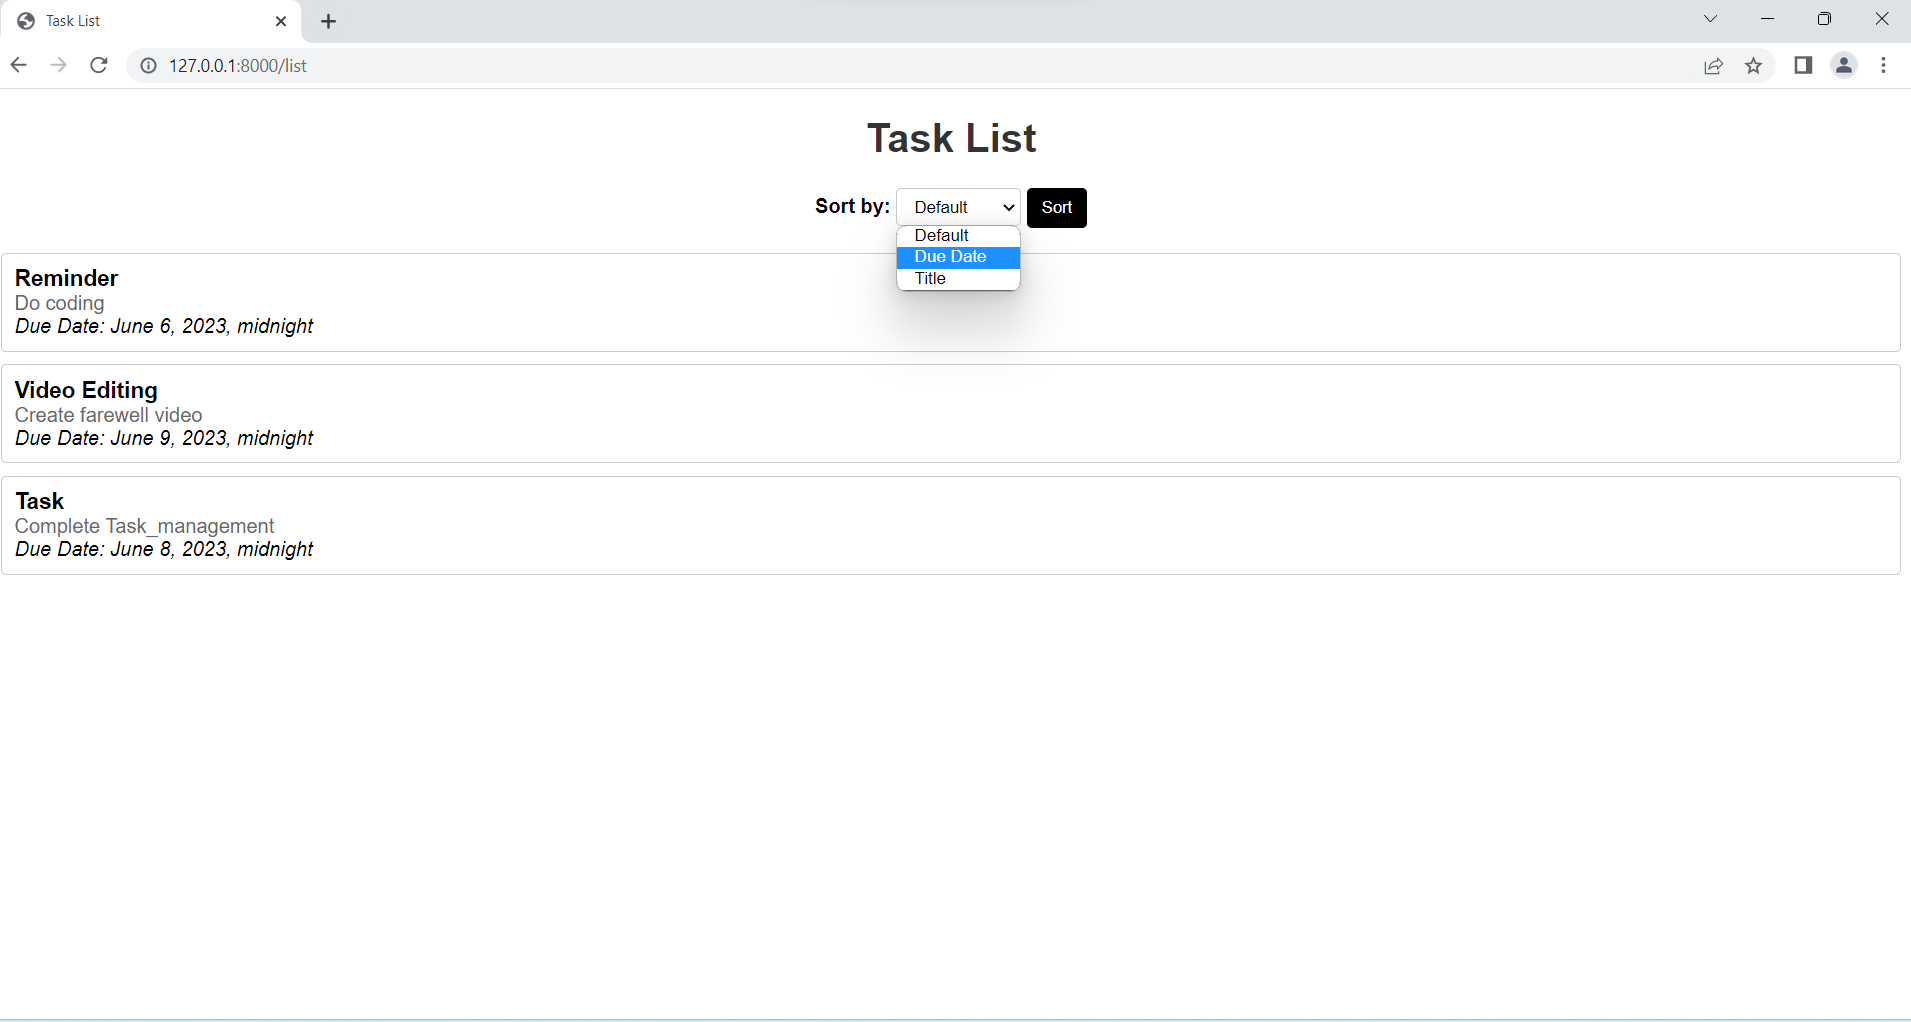 Task List
127.0.0.1:8000/list
Task List
Sort by: Default Sort
Default
Due Date
Title
Reminder
Do coding
Due Date: June 6, 2023, midnight
Video Editing
Create farewell video
Due Date: June 9, 2023, midnight
Task
Complete Task_management
Due Date: June 8, 2023, midnight